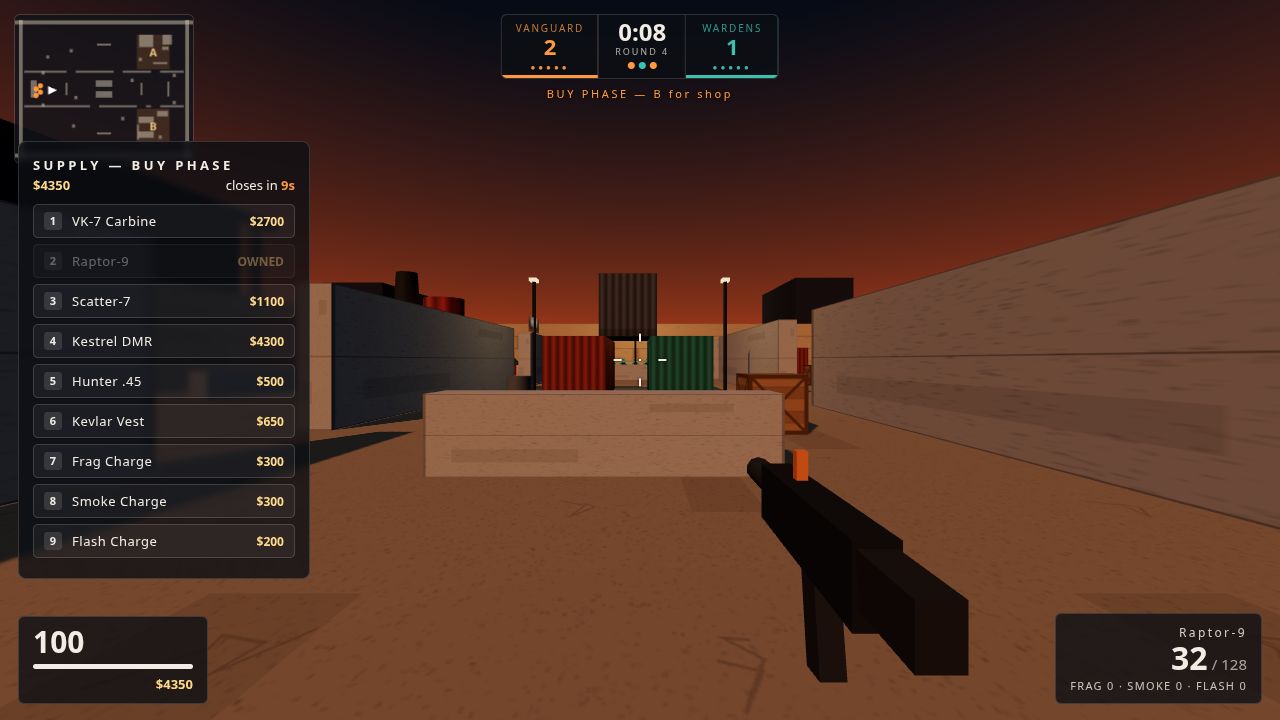 A
B
VANGUARD
2
0:08
ROUND 4
WARDENS
1
BUY PHASE — B for shop
SUPPLY — BUY PHASE
$4350 closes in 9s
1 VK-7 Carbine $2700
2 Raptor-9 OWNED
3 Scatter-7 $1100
4 Kestrel DMR $4300
5 Hunter .45 $500
6 Kevlar Vest $650
7 Frag Charge $300
8 Smoke Charge $300
9 Flash Charge $200
100
$4350
Raptor-9
32 / 128
FRAG 0 · SMOKE 0 · FLASH 0